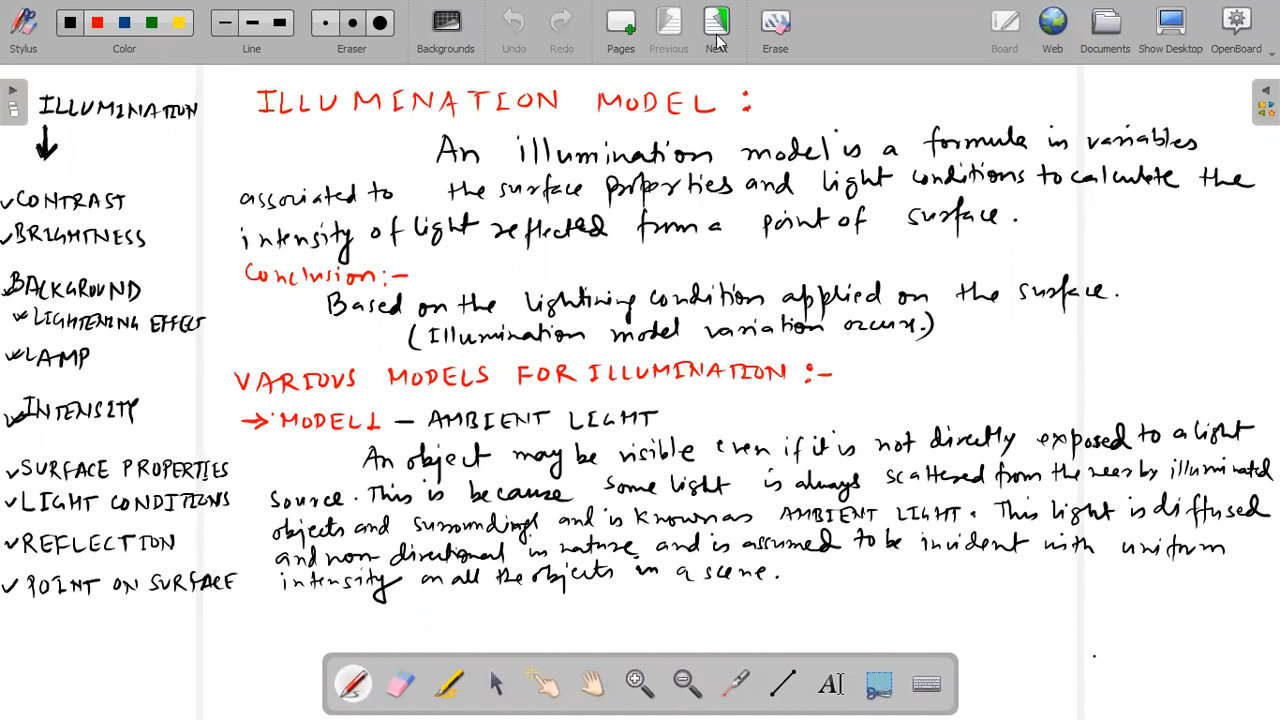 Stylus
Color
Line
Eraser
Backgrounds
Undo
Redo
Pages
Previous
Next
Erase
Board
Web
Documents
Show Desktop
OpenBoard
ILLUMINATION
CONTRAST
BRIGHTNESS
BACKGROUND
LIGHTENING EFFECT
LAMP
INTENSITY
SURFACE PROPERTIES
LIGHT CONDITIONS
REFLECTION
POINT ON SURFACE
ILLUMINATION MODEL :
An illumination model is a formula in variables
associated to the surface properties and light conditions to calculate the
intensity of light reflected from a point of surface.
Conclusion:-
Based on the lightining condition applied on the surface.
(Illumination model variation occurs.)
VARIOUS MODELS FOR ILLUMINATION :-
→ MODEL 1 – AMBIENT LIGHT
An object may be visible even if it is not directly exposed to a light
source. This is because some light is always scattered from the near by illuminated
objects and surroundings and is known as AMBIENT LIGHT. This light is diffused
and non directional in nature and is assumed to be incident with uniform
intensity on all the objects in a scene.